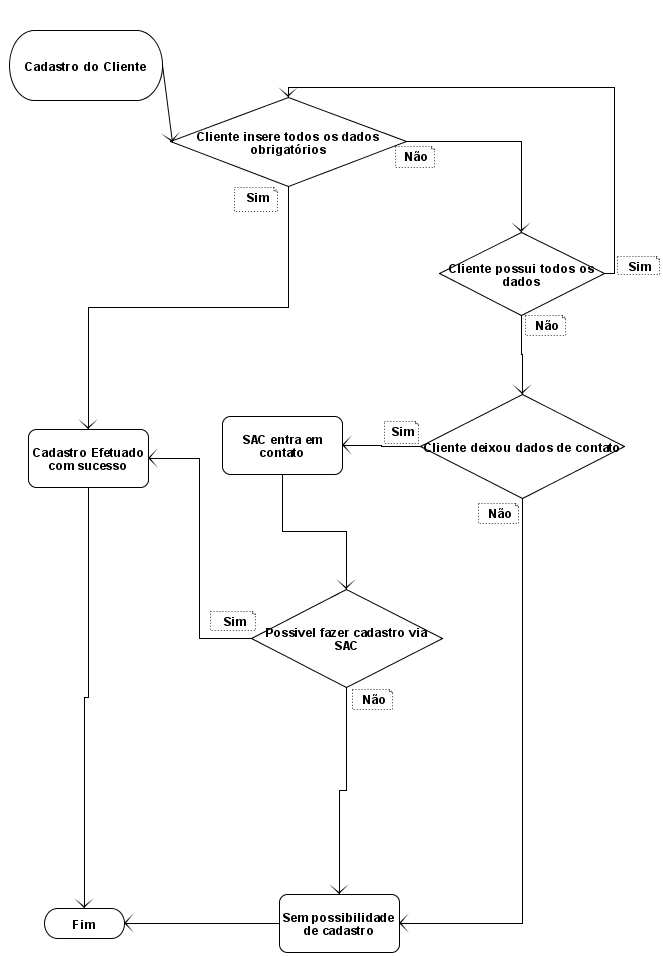 Cadastro do Cliente
Cliente insere todos os dados
obrigatórios
Não
Sim
Cliente possui todos os
dados
Sim
Não
Cliente deixou dados de contato
Sim
Não
SAC entra em
contato
Cadastro Efetuado
com sucesso
Possivel fazer cadastro via
SAC
Sim
Não
Sem possibilidade
de cadastro
Fim